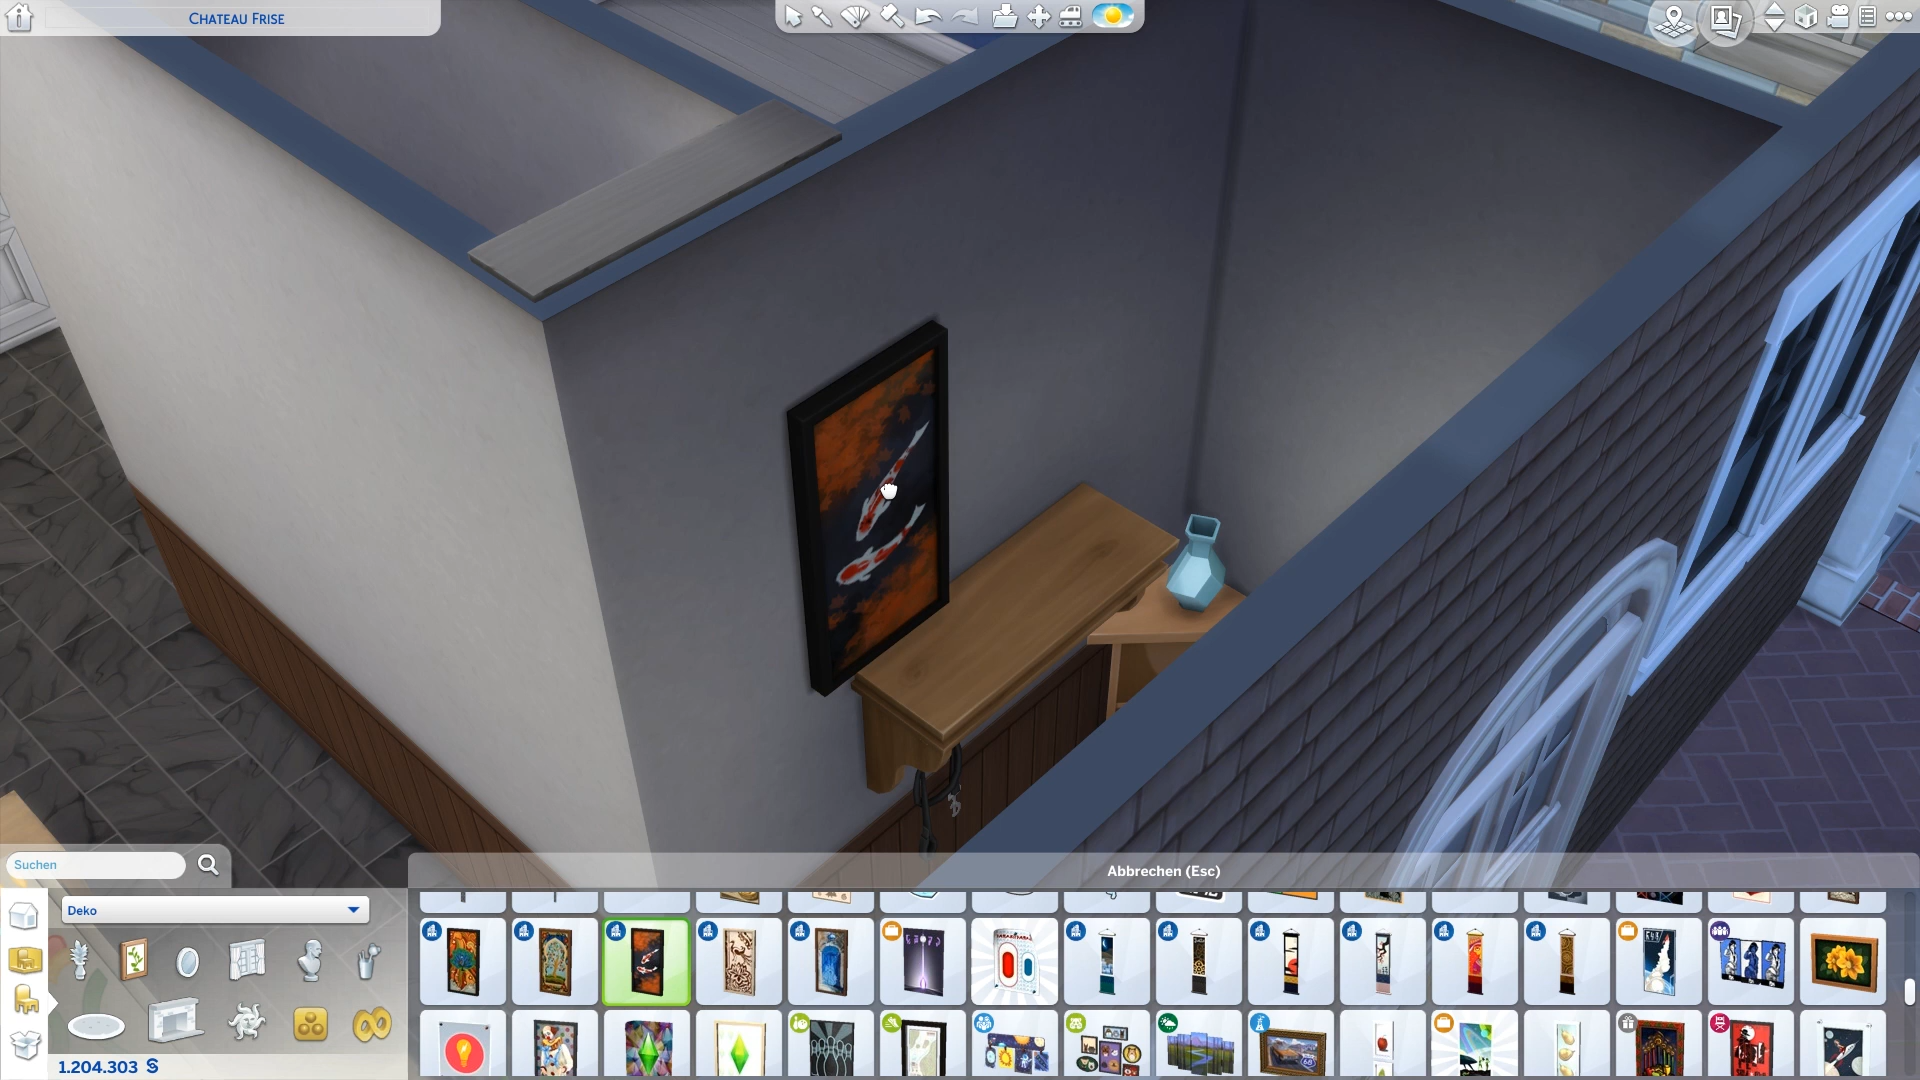 Chateau Frise
Abbrechen (Esc)
Suchen
Deko
1.204.303 S